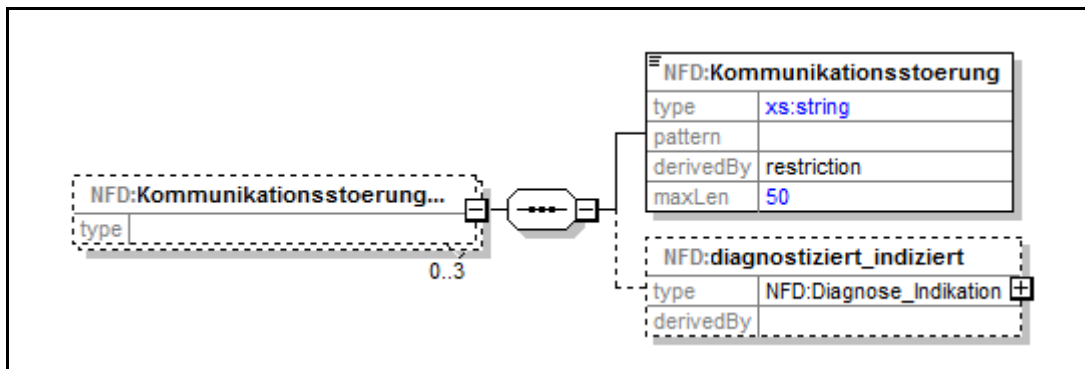 NFD:Kommunikationsstoerung...
type
0..3
NFD:Kommunikationsstoerung
type xs:string
pattern
derivedBy restriction
maxLen 50
NFD:diagnostiziert_indiziert
type NFD:Diagnose_Indikation
derivedBy